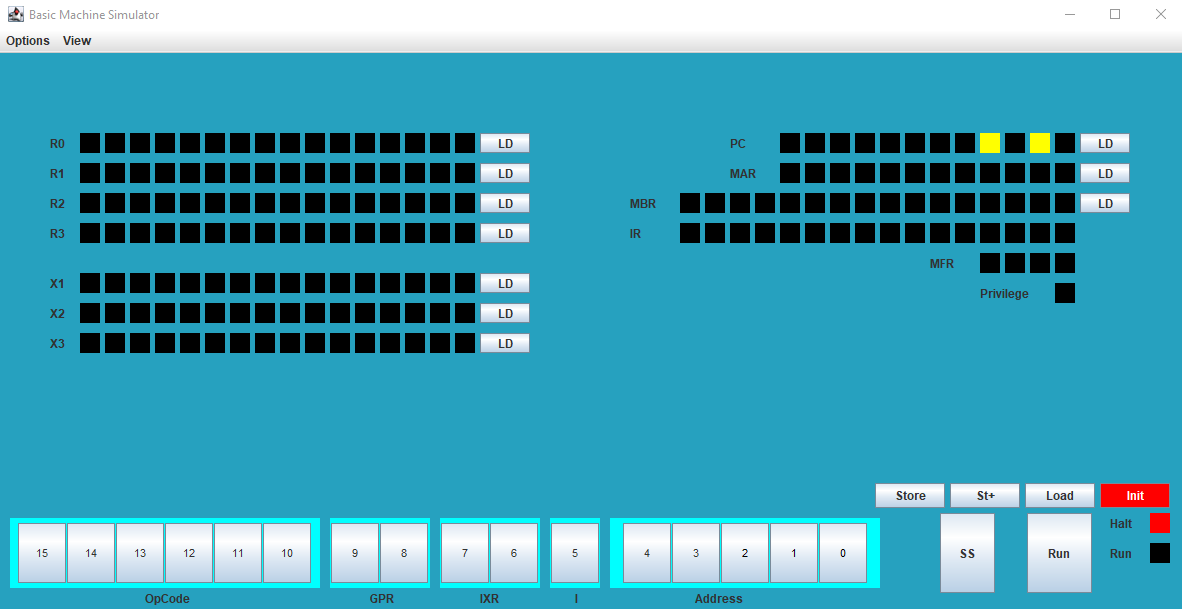 Basic Machine Simulator
Options View
R0 LD PC LD
R1 LD MAR LD
R2 LD MBR LD
R3 LD IR
MFR
X1 LD Privilege
X2 LD
X3 LD
Store St+ Load Init
15 14 13 12 11 10 9 8 7 6 5 4 3 2 1 0 SS Run Halt
Run
OpCode GPR IXR I Address